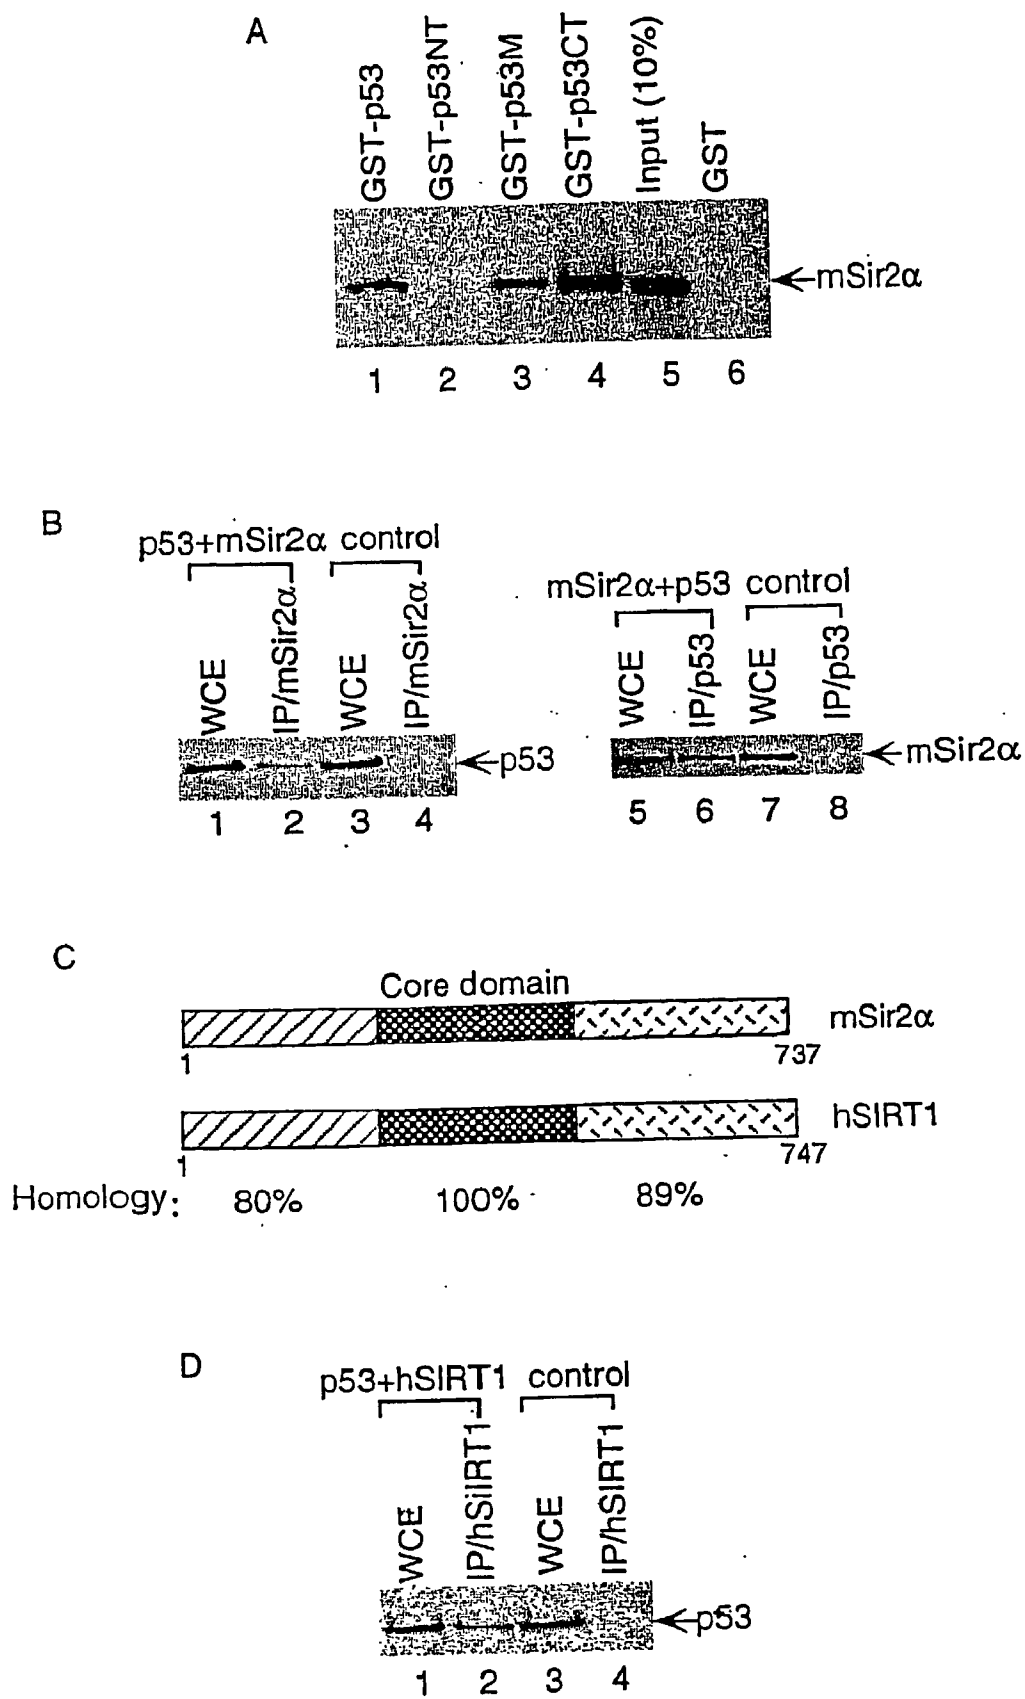 A
GST-p53
GST-p53NT
GST-p53M
GST-p53CT
Input (10%)
GST
mSir2α
1 2 3 4 5 6
B
p53+mSir2α control
WCE
IP/mSir2α
WCE
IP/mSir2α
p53
1 2 3 4
mSir2α+p53 control
WCE
IP/p53
WCE
IP/p53
mSir2α
5 6 7 8
C
Core domain
mSir2α
1 737
hSIRT1
1 747
Homology: 80% 100% 89%
D
p53+hSIRT1 control
WCE
IP/hSiIRT1
WCE
IP/hSIRT1
p53
1 2 3 4